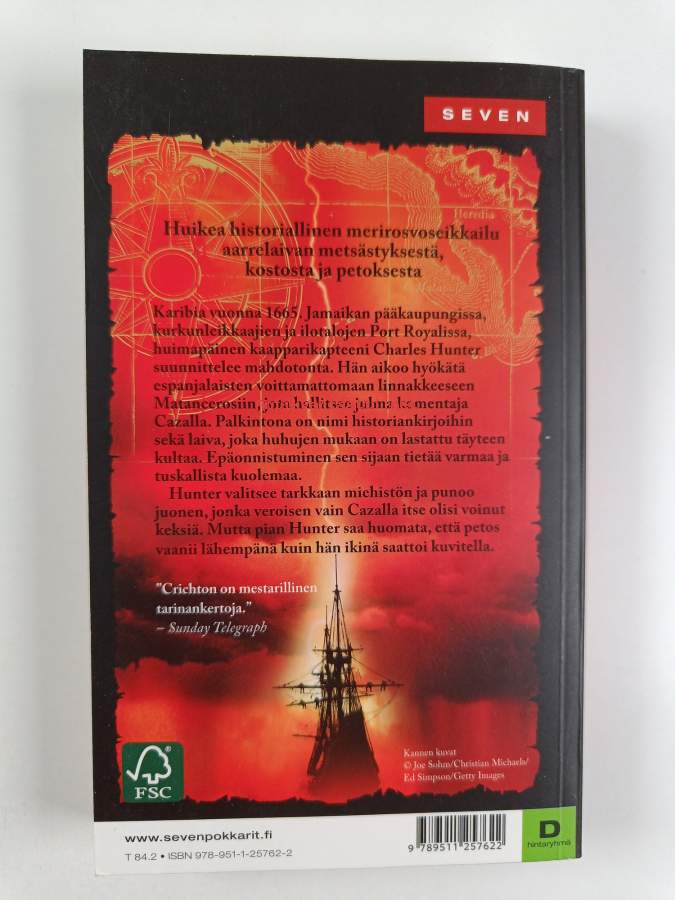 SEVEN
Heredia
Huikea historiallinen merirosvoseikkailu
aarrelaivan metsästyksestä,
kostosta ja petoksesta
Karibia vuonna 1665. Jamaikan pääkaupungissa,
kurkunleikkaajien ja ilotalojen Port Royalissa,
huimapäinen kaapparikapteeni Charles Hunter
suunnittelee mahdotonta. Hän aikoo hyökätä
espanjalaisten voittamattomaan linnakkeeseen
Matancerosiin, jota hallitsee julma komentaja
Cazalla. Palkintona on nimi historiankirjoihin
sekä laiva, joka huhujen mukaan on lastattu täyteen
kultaa. Epäonnistuminen sen sijaan tietää varmaa ja
tuskallista kuolemaa.
Hunter valitsee tarkkaan miehistön ja punoo
juonen, jonka veroisen vain Cazalla itse olisi voinut
keksiä. Mutta pian Hunter saa huomata, että petos
vaanii lähempänä kuin hän ikinä saattoi kuvitella.
"Crichton on mestarillinen
tarinankertoja."
– Sunday Telegraph
Kannen kuvat
© Joe Sohm/Christian Michaels/
Ed Simpson/Getty Images
FSC
www.sevenpokkarit.fi
T 84.2 • ISBN 978-951-1-25762-2
9 789511 257622
D
hintaryhmä